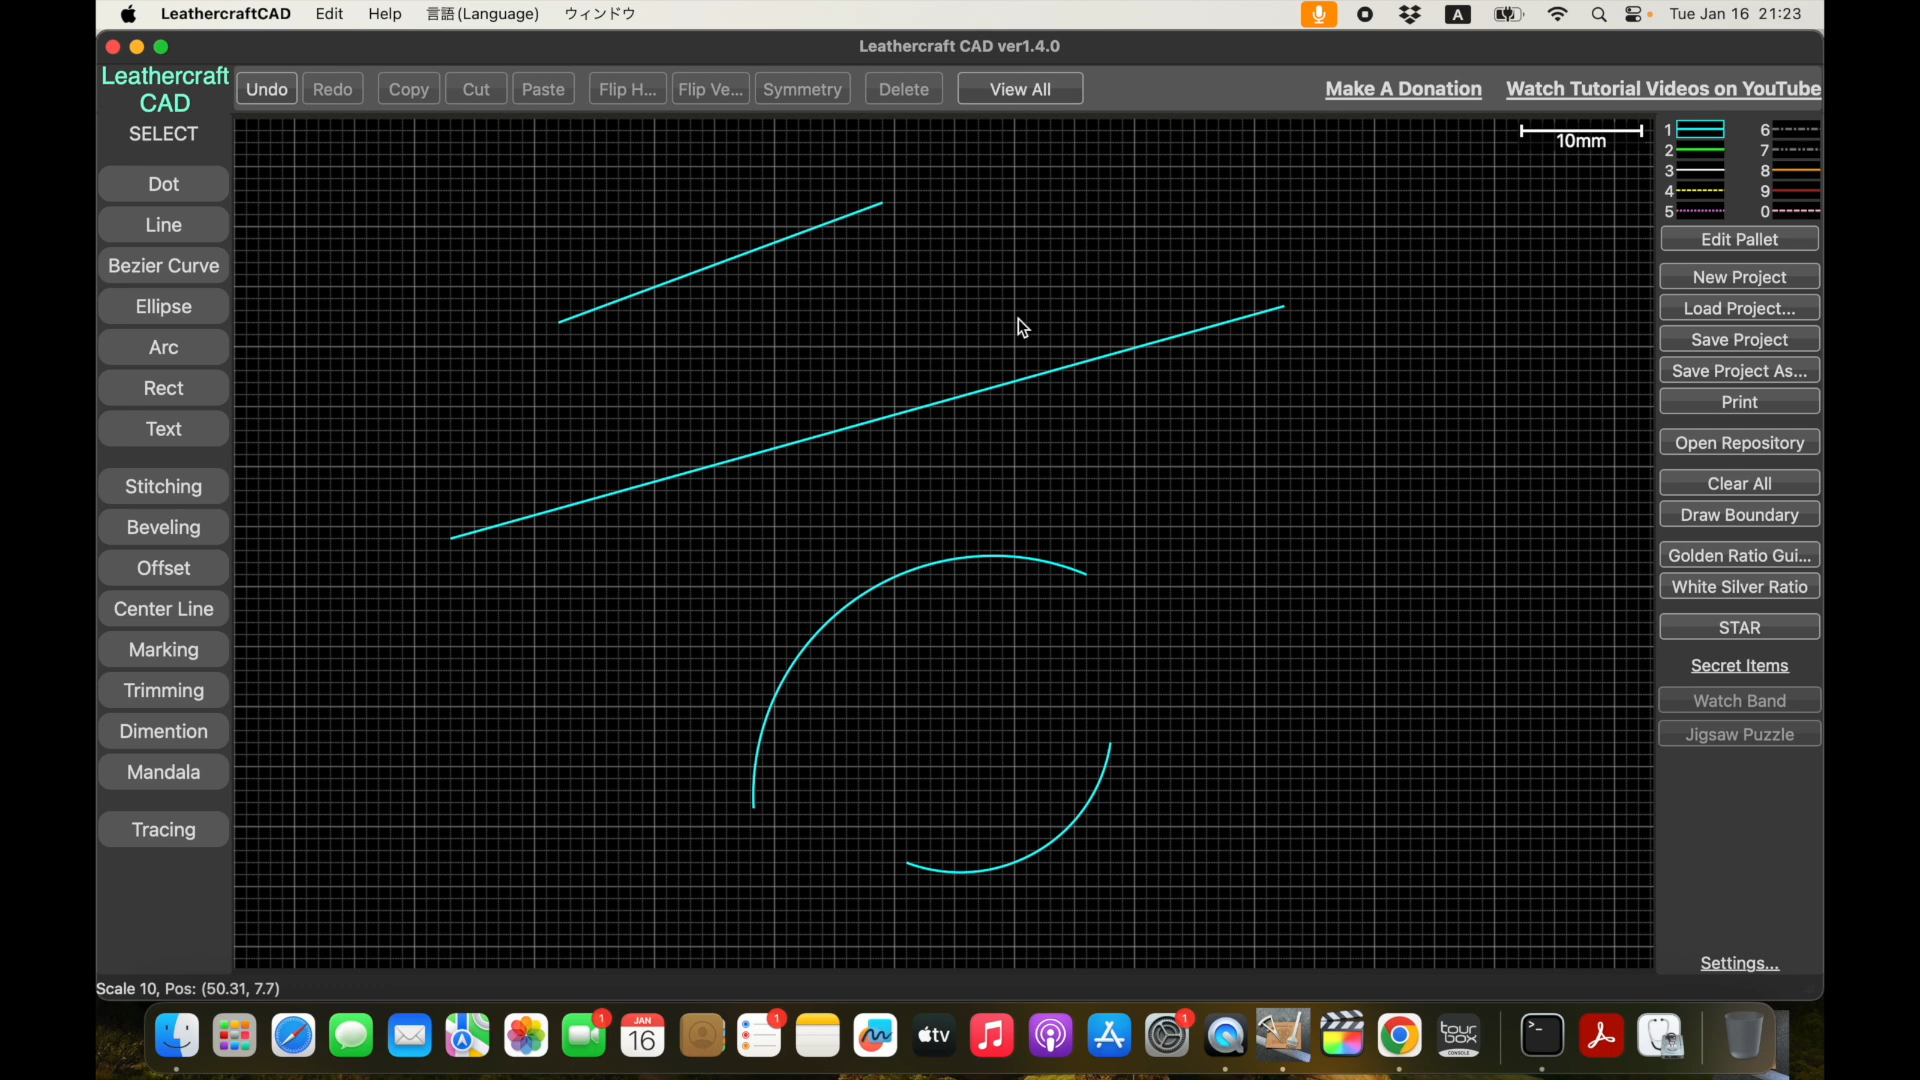 LeathercraftCAD Edit Help 言語(Language) ウィンドウ A Tue Jan 16 21:23
Leathercraft CAD ver1.4.0
Leathercraft
CAD
SELECT
Undo Redo Copy Cut Paste Flip H... Flip Ve... Symmetry Delete View All Make A Donation Watch Tutorial Videos on YouTube
Dot
Line
Bezier Curve
Ellipse
Arc
Rect
Text
Stitching
Beveling
Offset
Center Line
Marking
Trimming
Dimention
Mandala
Tracing
10mm
1 6
2 7
3 8
4 9
5 0
Edit Pallet
New Project
Load Project...
Save Project
Save Project As...
Print
Open Repository
Clear All
Draw Boundary
Golden Ratio Gui...
White Silver Ratio
STAR
Secret Items
Watch Band
Jigsaw Puzzle
Settings...
Scale 10, Pos: (50.31, 7.7)
1 JAN 16 1 tv 1 tour box CONSOLE >_